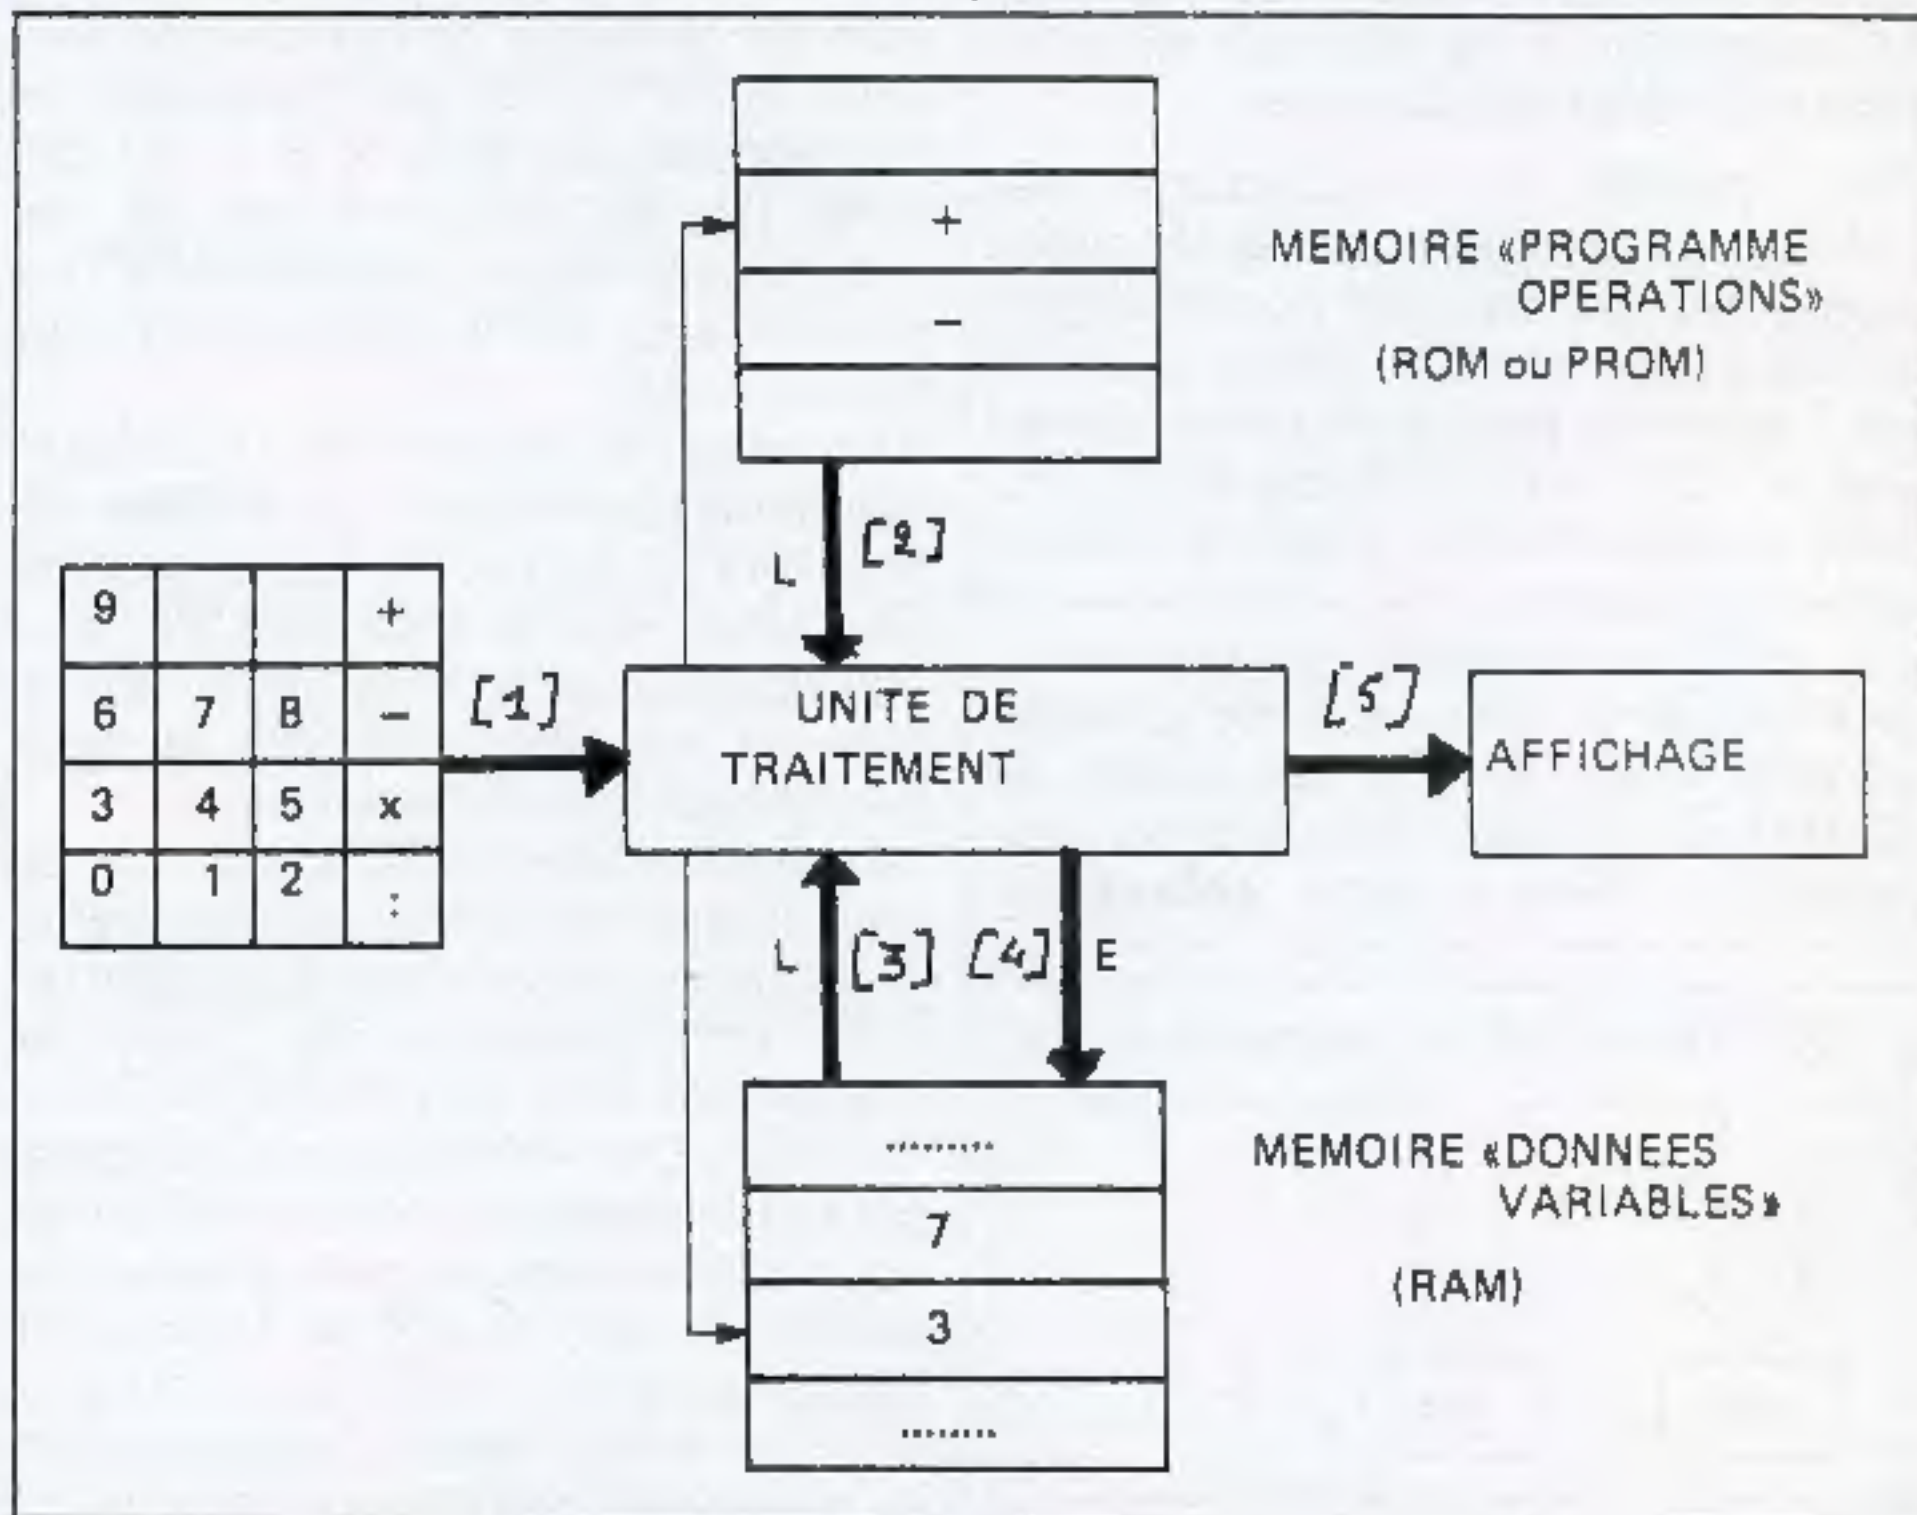 +
MEMOIRE «PROGRAMME
OPERATIONS»
−
(ROM ou PROM)
L [2]
9 +
6 7 8 −
3 4 5 x
0 1 2 :
[1]
UNITE DE
TRAITEMENT
[5]
AFFICHAGE
L [3] [4] E
.........
MEMOIRE «DONNEES
VARIABLES»
7
(RAM)
3
........